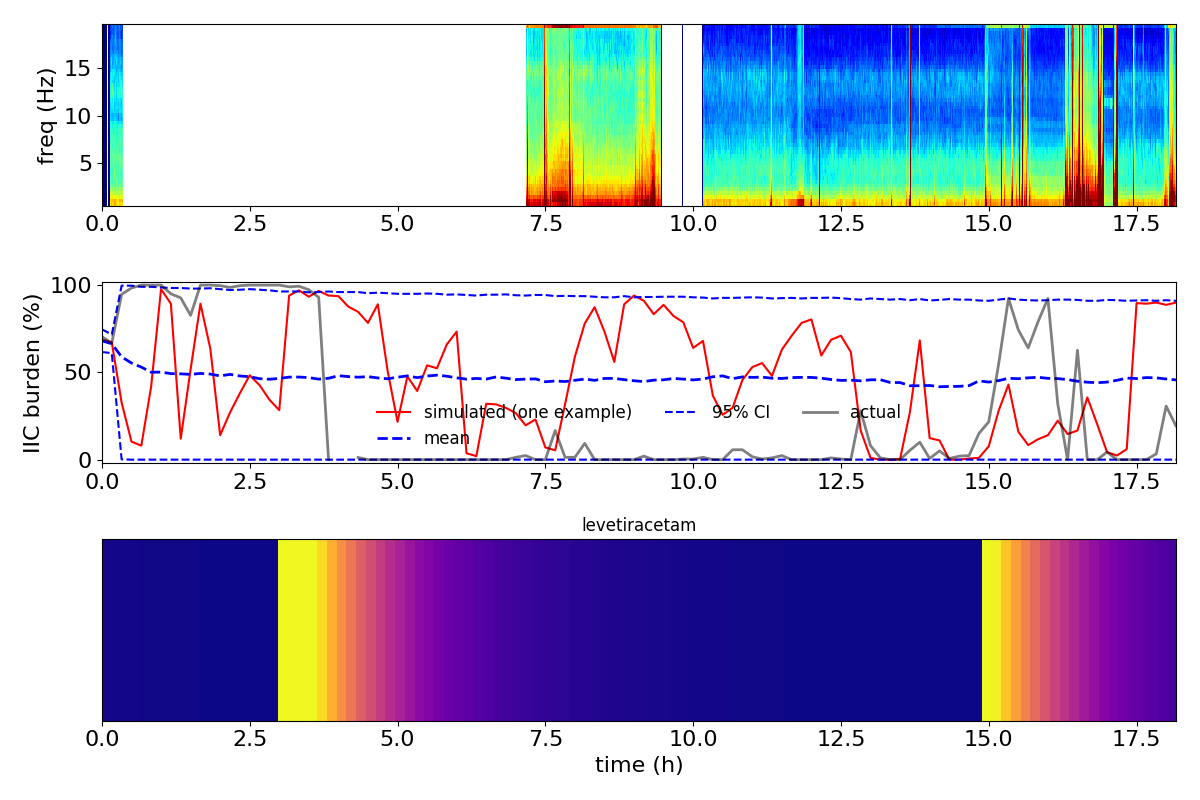 freq (Hz)
15
10
5
0.0 2.5 5.0 7.5 10.0 12.5 15.0 17.5
IIC burden (%)
100
50
0
simulated (one example) 95% CI actual
mean
0.0 2.5 5.0 7.5 10.0 12.5 15.0 17.5
levetiracetam
0.0 2.5 5.0 7.5 10.0 12.5 15.0 17.5
time (h)